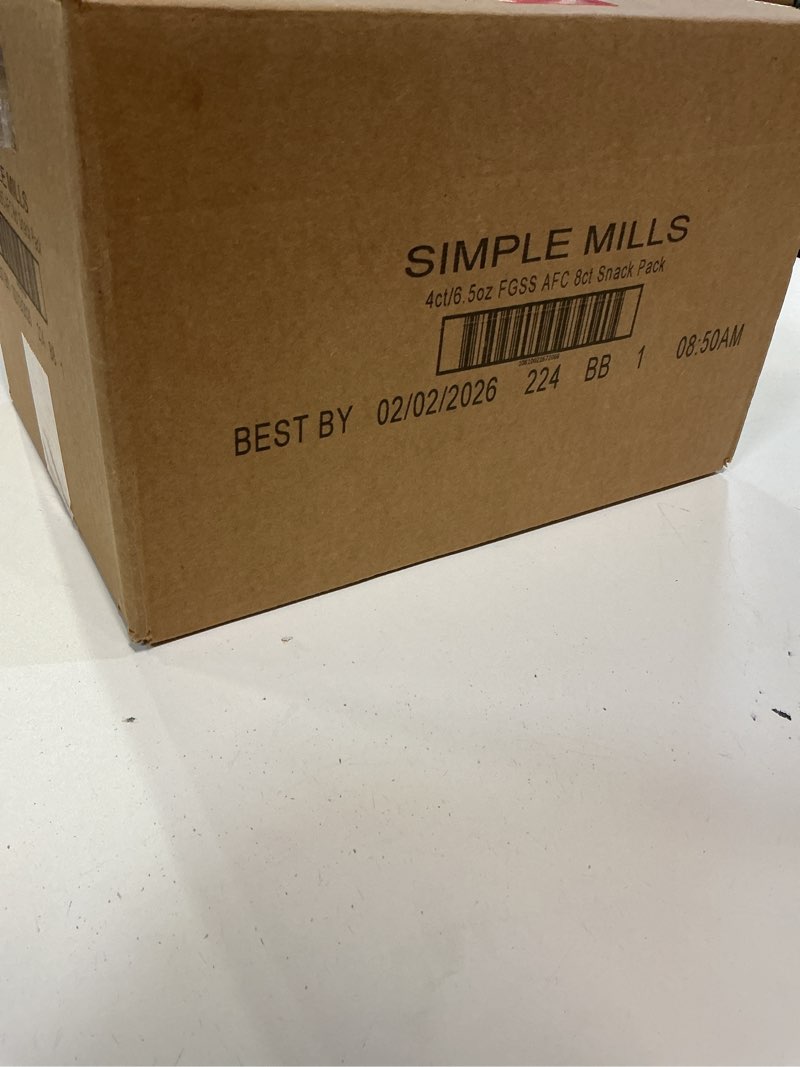 SIMPLE MILLS
4ct/6.5oz FGSS AFC 8ct Snack Pack
BEST BY 02/02/2026 224 BB 1 08:50AM